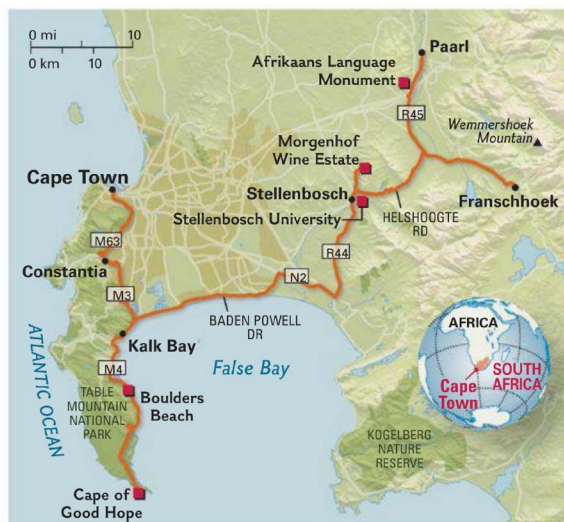 0 mi 10
0 km 10
Paarl
Afrikaans Language
Monument
R45
Wemmershoek
Mountain
Morgenhof
Wine Estate
Cape Town
Stellenbosch
Franschhoek
Stellenbosch University
HELSHOOGTE
RD
M63
R44
Constantia
N2
M3
BADEN POWELL
DR
AFRICA
Kalk Bay
ATLANTIC OCEAN
False Bay
SOUTH
AFRICA
Cape
Town
M4
TABLE
MOUNTAIN
NATIONAL
PARK
Boulders
Beach
KOGELBERG
NATURE
RESERVE
Cape of
Good Hope